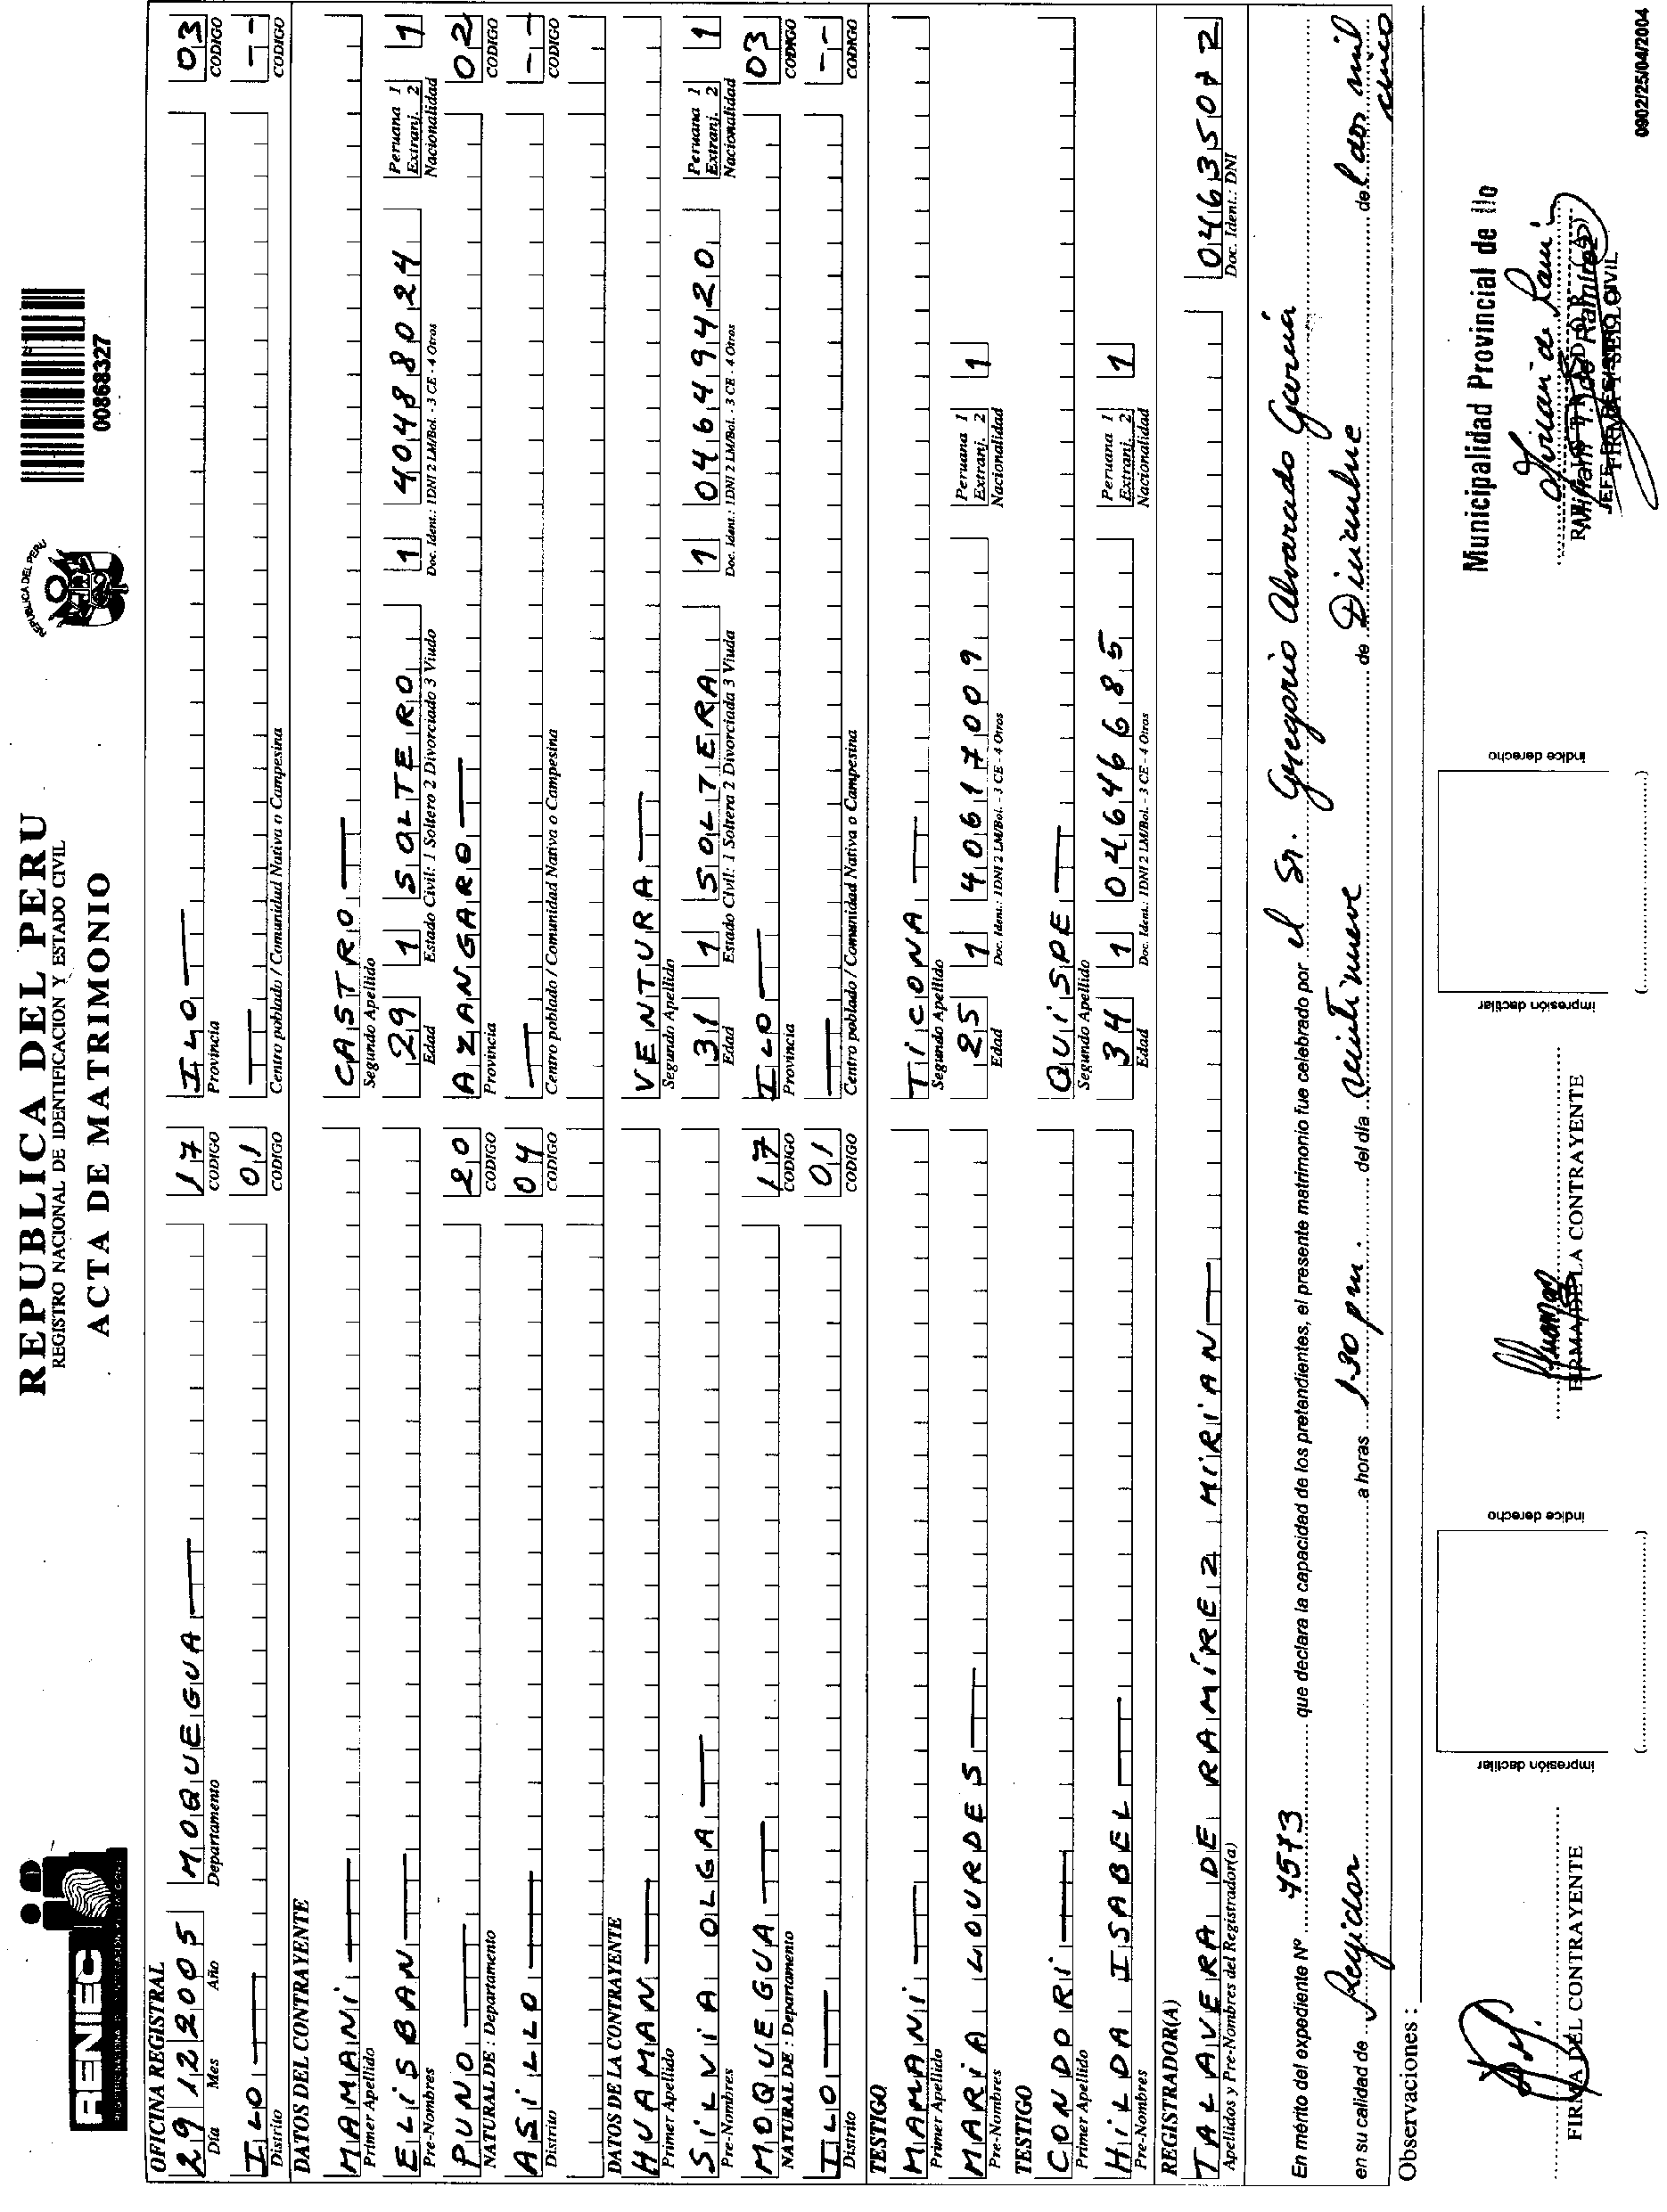 RENIEC
REPUBLICA DEL PERU
REGISTRO NACIONAL DE IDENTIFICACION Y ESTADO CIVIL
ACTA DE MATRIMONIO
REPUBLICA DEL PERU
00868327
OFICINA REGISTRAL
29 12 2005 MOQUEGUA 17 ILO 03
Día Mes Año Departamento CODIGO Provincia CODIGO
ILO 01 --
Distrito CODIGO Centro poblado / Comunidad Nativa o Campesina CODIGO
DATOS DEL CONTRAYENTE
MAMANI CASTRO
Primer Apellido Segundo Apellido
ELISBAN 29 1 SOLTERO 1 40488024 Peruana 1 Extranj. 2 1
Pre-Nombres Edad Estado Civil: 1 Soltero 2 Divorciado 3 Viudo Doc. Ident.: 1DNI 2 LM/Bol. - 3 CE - 4 Otros Nacionalidad
PUNO 20 AZANGARO 02
NATURAL DE : Departamento CODIGO Provincia CODIGO
ASILLO 04 --
Distrito CODIGO Centro poblado / Comunidad Nativa o Campesina CODIGO
DATOS DE LA CONTRAYENTE
HUAMAN VENTURA
Primer Apellido Segundo Apellido
SILVIA OLGA 31 1 SOLTERA 1 04649420 Peruana 1 Extranj. 2 1
Pre-Nombres Edad Estado Civil: 1 Soltera 2 Divorciada 3 Viuda Doc. Ident.: 1DNI 2 LM/Bol. - 3 CE - 4 Otros Nacionalidad
MOQUEGUA 17 ILO 03
NATURAL DE : Departamento CODIGO Provincia CODIGO
ILO 01 --
Distrito CODIGO Centro poblado / Comunidad Nativa o Campesina CODIGO
TESTIGO
MAMANI TICONA
Primer Apellido Segundo Apellido
MARIA LOURDES 25 1 40617009 Peruana 1 Extranj. 2 1
Pre-Nombres Edad Doc. Ident.: 1DNI 2 LM/Bol. - 3 CE - 4 Otros Nacionalidad
TESTIGO
CONDORI QUISPE
Primer Apellido Segundo Apellido
HILDA ISABEL 34 1 04646685 Peruana 1 Extranj. 2 1
Pre-Nombres Edad Doc. Ident.: 1DNI 2 LM/Bol. - 3 CE - 4 Otros Nacionalidad
REGISTRADOR(A)
TALAVERA DE RAMÍREZ MIRIAN 04635072
Apellidos y Pre-Nombres del Registrador(a) Doc. Ident.: DNI
En mérito del expediente Nº 4573 que declara la capacidad de los pretendientes, el presente matrimonio fue celebrado por el Sr. Gregorio Alvarado García
en su calidad de Regidor a horas 1.30 pm. del día veintinueve de Diciembre del dos mil cinco
Observaciones :
Municipalidad Provincial de Ilo
FIRMA DEL CONTRAYENTE impresión dactilar índice derecho FIRMA DE LA CONTRAYENTE impresión dactilar índice derecho
JEFE DE REGISTRO CIVIL
FIRMA Y SELLO
0902/25/04/2004